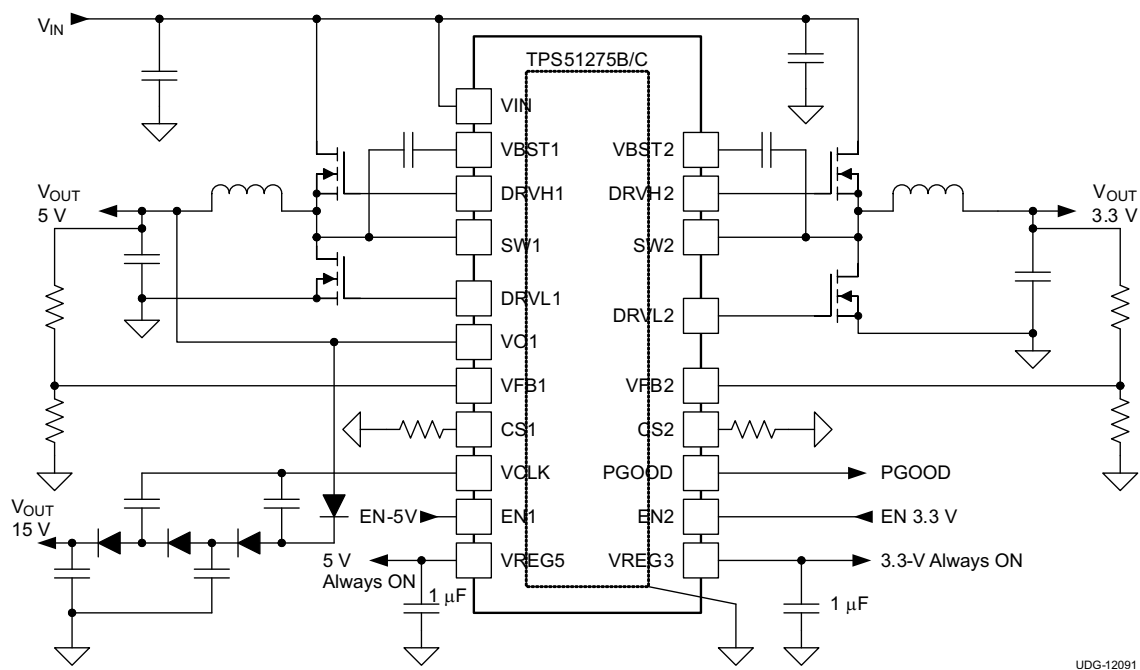 VIN
TPS51275B/C
VIN
VBST1
VBST2
DRVH1
DRVH2
VOUT
5 V
VOUT
3.3 V
SW1
SW2
DRVL1
DRVL2
VO1
VFB1
VFB2
CS1
CS2
VCLK
PGOOD
PGOOD
VOUT
15 V
EN-5V
EN1
EN2
EN 3.3 V
5 V
Always ON
VREG5
VREG3
3.3-V Always ON
1 μF
1 μF
UDG-12091